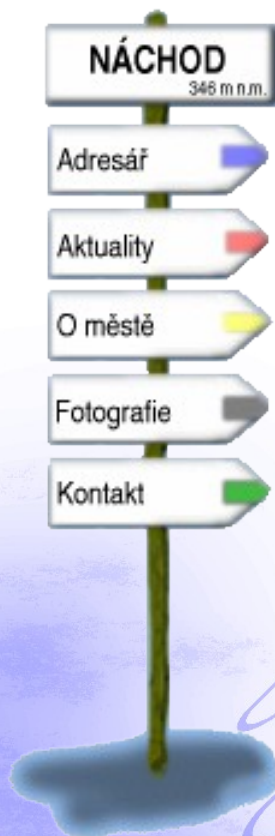 NÁCHOD
346 m n.m.
Adresář
Aktuality
O městě
Fotografie
Kontakt